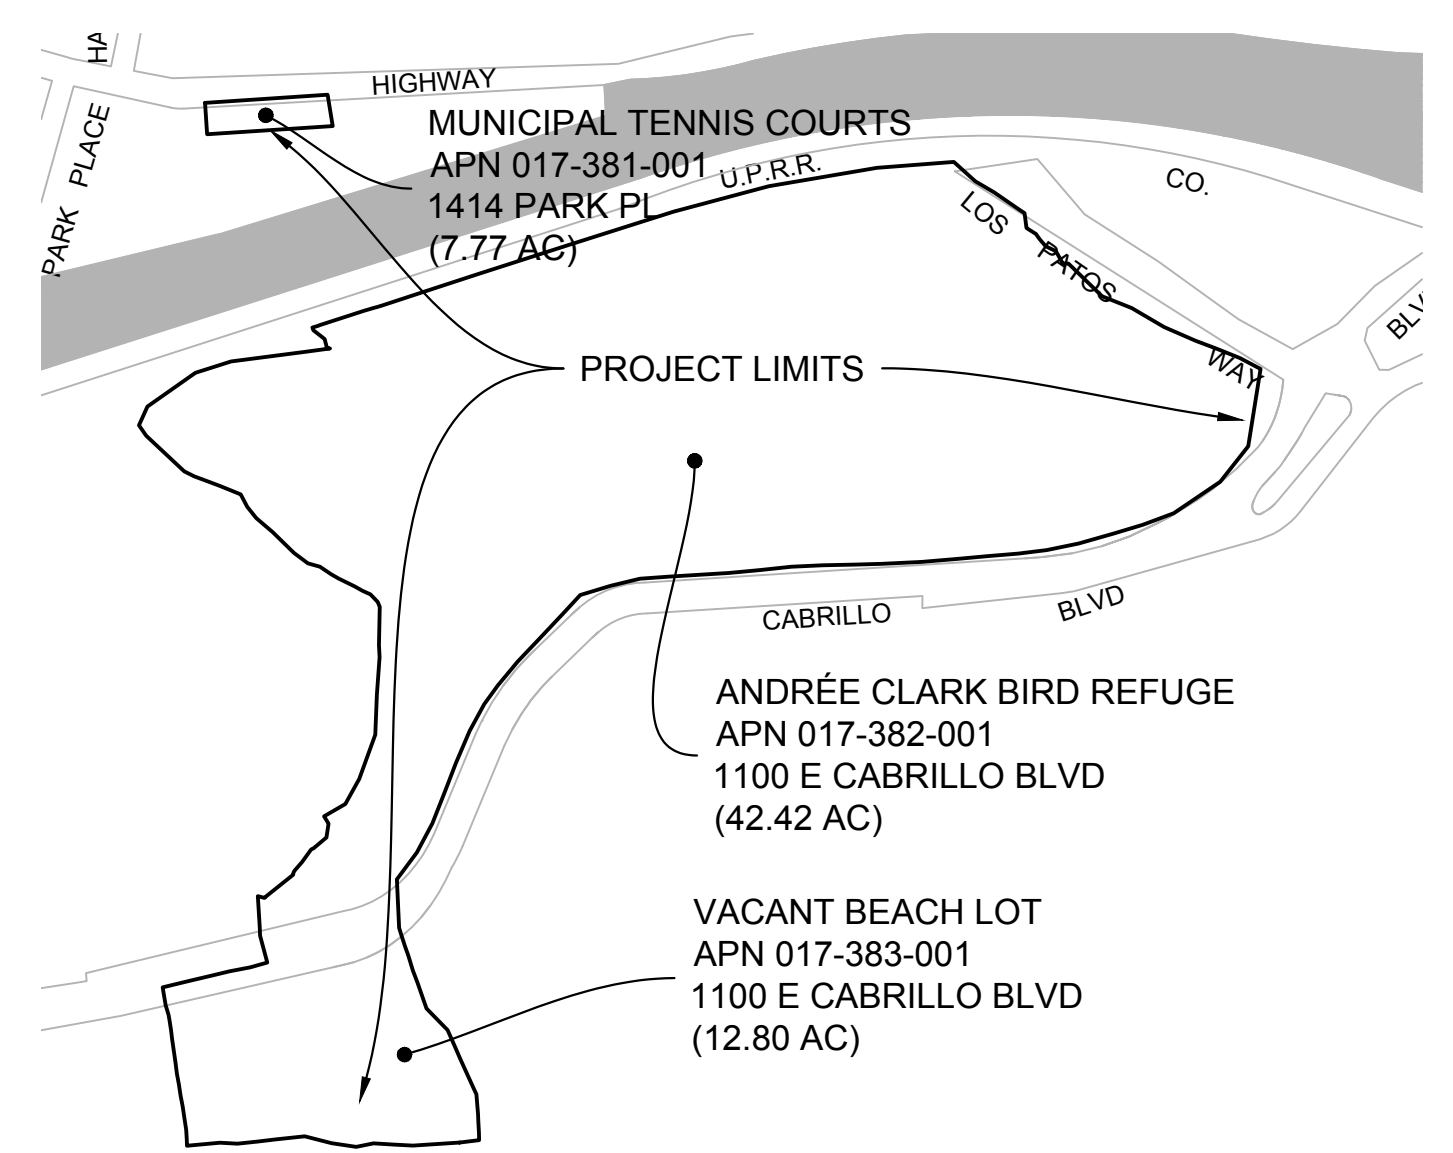 HA
HIGHWAY
PARK PLACE
MUNICIPAL TENNIS COURTS
APN 017-381-001
1414 PARK PL
(7.77 AC)
U.P.R.R.
CO.
LOS PATOS WAY
BLV
PROJECT LIMITS
CABRILLO BLVD
ANDRÉE CLARK BIRD REFUGE
APN 017-382-001
1100 E CABRILLO BLVD
(42.42 AC)
VACANT BEACH LOT
APN 017-383-001
1100 E CABRILLO BLVD
(12.80 AC)